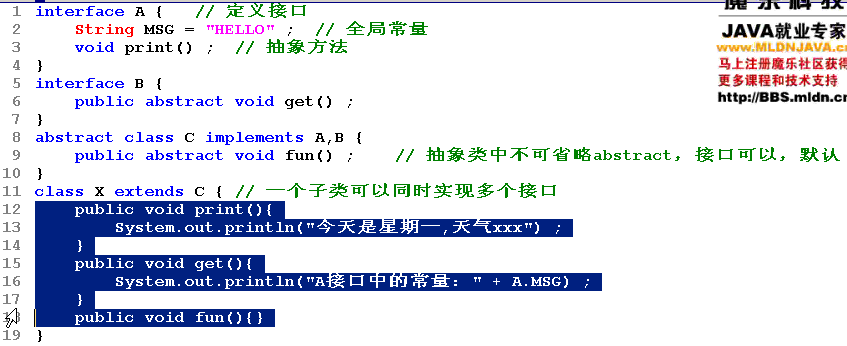 1 interface A {   // 定义接口
2     String MSG = "HELLO" ;  // 全局常量
3     void print() ;  // 抽象方法
4 }
5 interface B {
6     public abstract void get() ;
7 }
8 abstract class C implements A,B {
9     public abstract void fun() ;    // 抽象类中不可省略abstract，接口可以，默认
10 }
11 class X extends C { // 一个子类可以同时实现多个接口
12     public void print(){
13         System.out.println("今天是星期一,天气xxx") ;
14     }
15     public void get(){
16         System.out.println("A接口中的常量：" + A.MSG) ;
17     }
18     public void fun(){}
19 }
JAVA就业专家
www.MLDNJAVA.cn
马上注册魔乐社区获得
更多课程和技术支持
http://BBS.mldn.cn